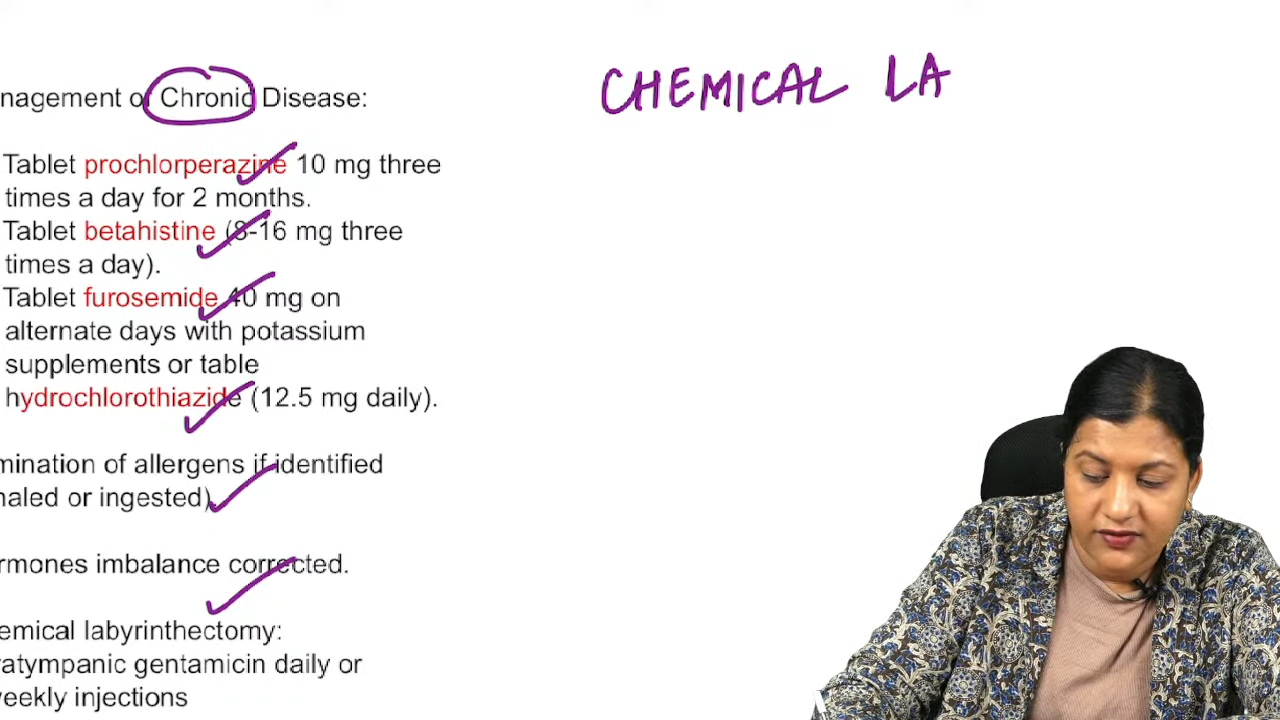 nagement of Chronic Disease:
CHEMICAL LA
Tablet prochlorperazine 10 mg three
times a day for 2 months.
Tablet betahistine (8-16 mg three
times a day).
Tablet furosemide 40 mg on
alternate days with potassium
supplements or table
hydrochlorothiazide (12.5 mg daily).
mination of allergens if identified
naled or ingested).
rmones imbalance corrected.
emical labyrinthectomy:
ratympanic gentamicin daily or
weekly injections